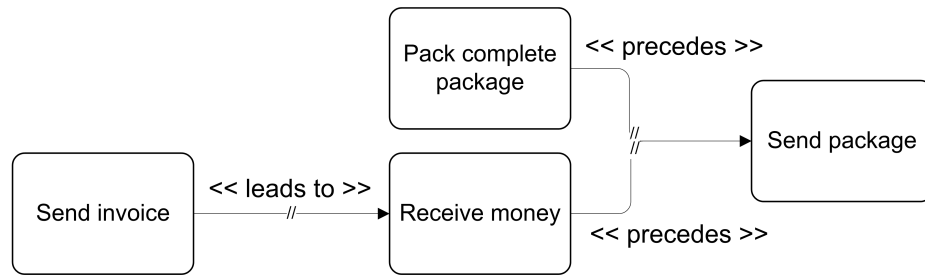 Pack complete
package
<< precedes >>
Send package
Send invoice
<< leads to >>
Receive money
<< precedes >>